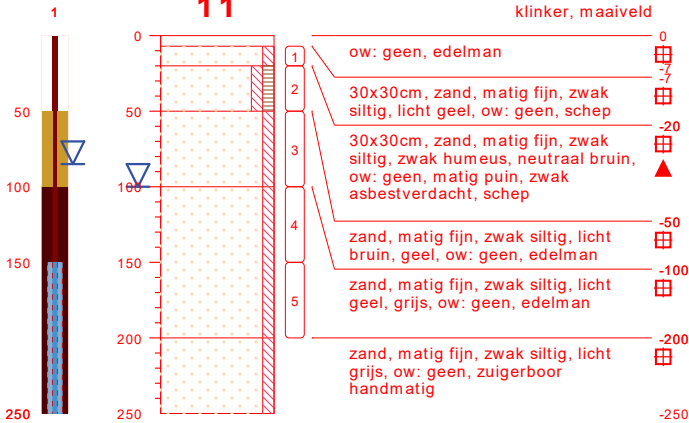 11
1
klinker, maaiveld
0
50
100
150
200
250
50
100
150
250
1
2
3
4
5
0
ow: geen, edelman
-7
-7
30x30cm, zand, matig fijn, zwak
siltig, licht geel, ow: geen, schep
-20
30x30cm, zand, matig fijn, zwak
siltig, zwak humeus, neutraal bruin,
ow: geen, matig puin, zwak
asbestverdacht, schep
-50
zand, matig fijn, zwak siltig, licht
bruin, geel, ow: geen, edelman
-100
zand, matig fijn, zwak siltig, licht
geel, grijs, ow: geen, edelman
-200
zand, matig fijn, zwak siltig, licht
grijs, ow: geen, zuigerboor
handmatig
-250